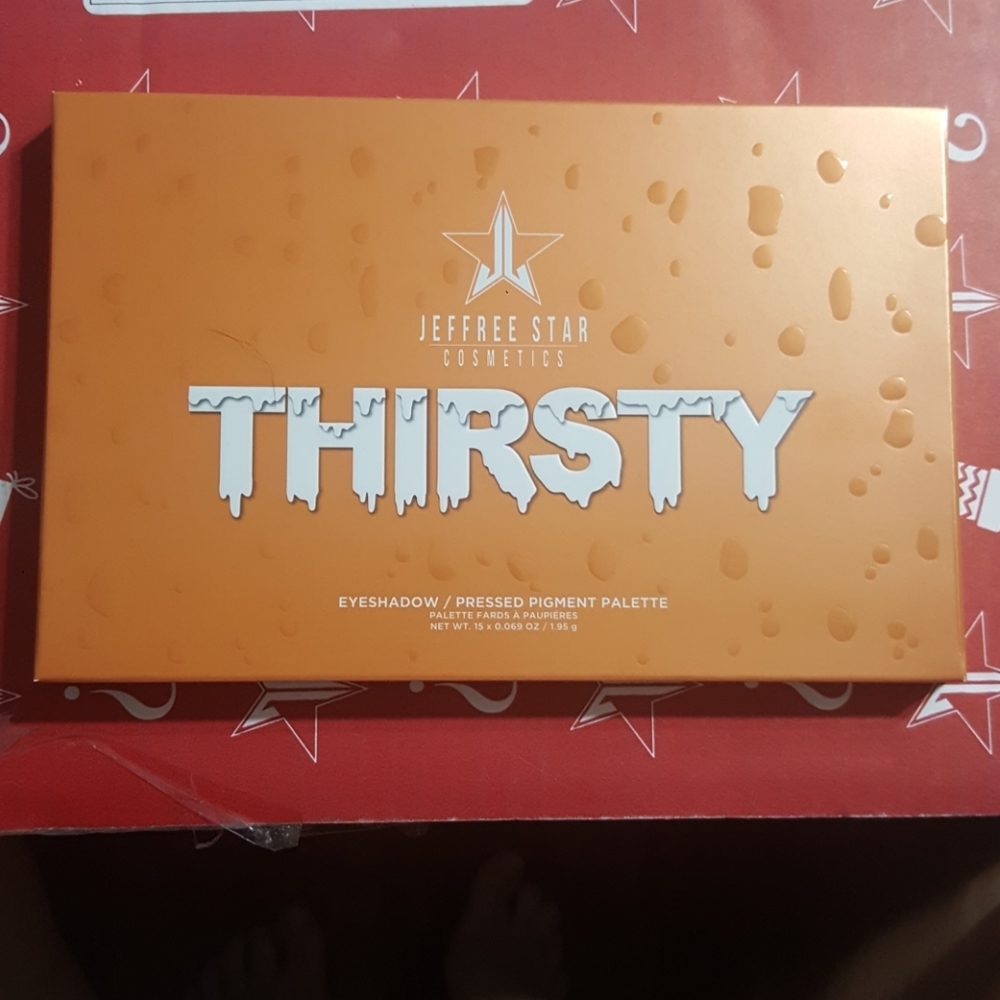 JEFFREE STAR
COSMETICS
THIRSTY
EYESHADOW / PRESSED PIGMENT PALETTE
PALETTE FARDS À PAUPIÈRES
NET WT. 15 x 0.069 OZ / 1.95 g